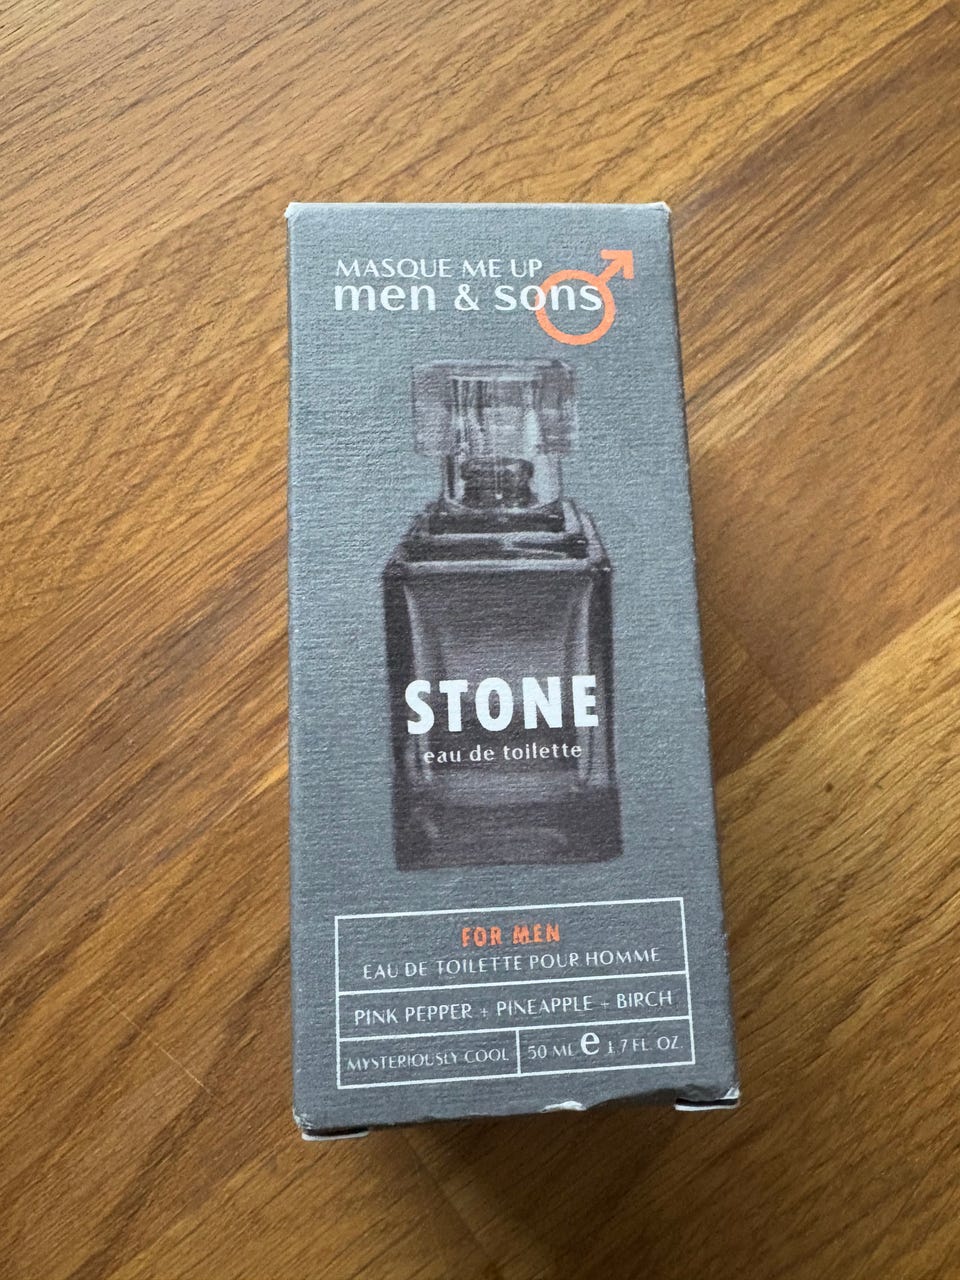 MASQUE ME UP
men & sons
STONE
eau de toilette
FOR MEN
EAU DE TOILETTE POUR HOMME
PINK PEPPER + PINEAPPLE + BIRCH
MYSTERIOUSLY COOL
50 ML e 1.7 FL. OZ